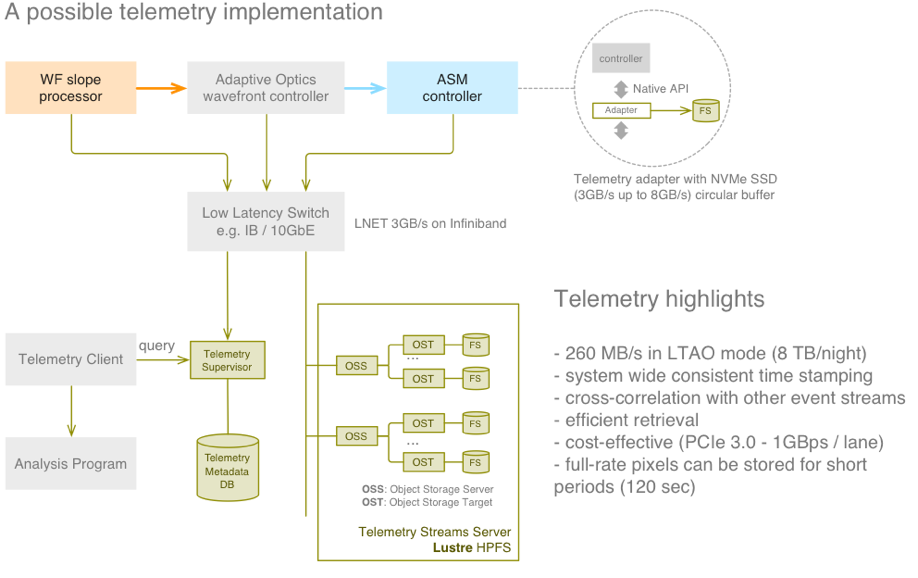 A possible telemetry implementation
WF slope
processor
Adaptive Optics
wavefront controller
ASM
controller
controller
Native API
Adapter
FS
Telemetry adapter with NVMe SSD
(3GB/s up to 8GB/s) circular buffer
Low Latency Switch
e.g. IB / 10GbE
LNET 3GB/s on Infiniband
Telemetry Client
query
Telemetry
Supervisor
Analysis Program
Telemetry
Metadata
DB
OSS
OST
FS
...
OST
FS
OSS
OST
FS
...
OST
FS
OSS: Object Storage Server
OST: Object Storage Target
Telemetry Streams Server
Lustre HPFS
Telemetry highlights
- 260 MB/s in LTAO mode (8 TB/night)
- system wide consistent time stamping
- cross-correlation with other event streams
- efficient retrieval
- cost-effective (PCIe 3.0 - 1GBps / lane)
- full-rate pixels can be stored for short
periods (120 sec)